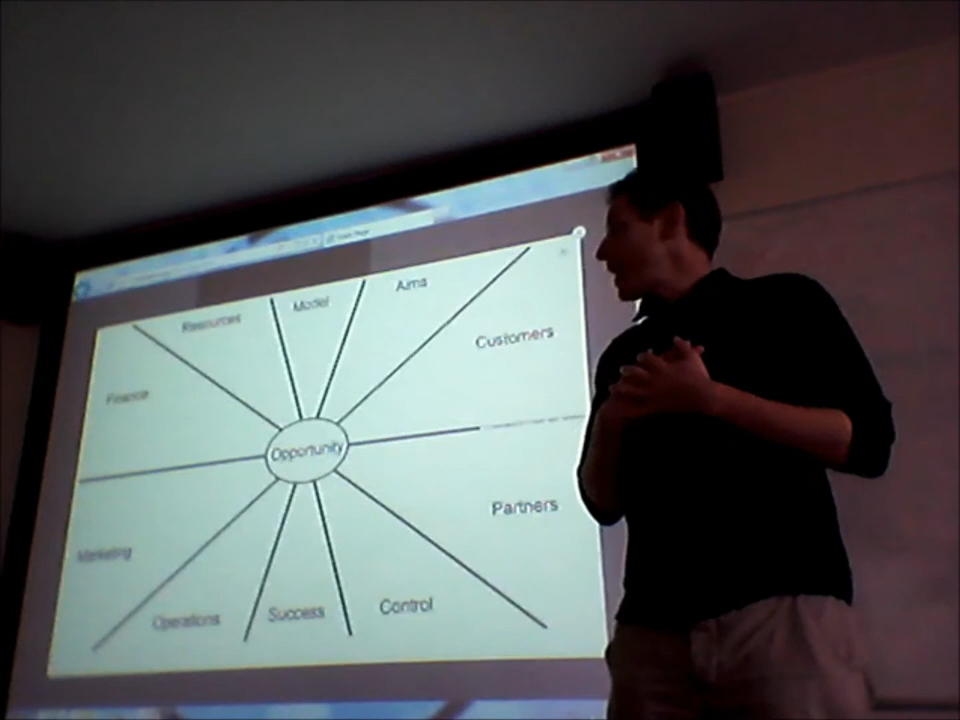 Resources
Model
Aims
Customers
Finance
Opportunity
Partners
Marketing
Operations
Success
Control